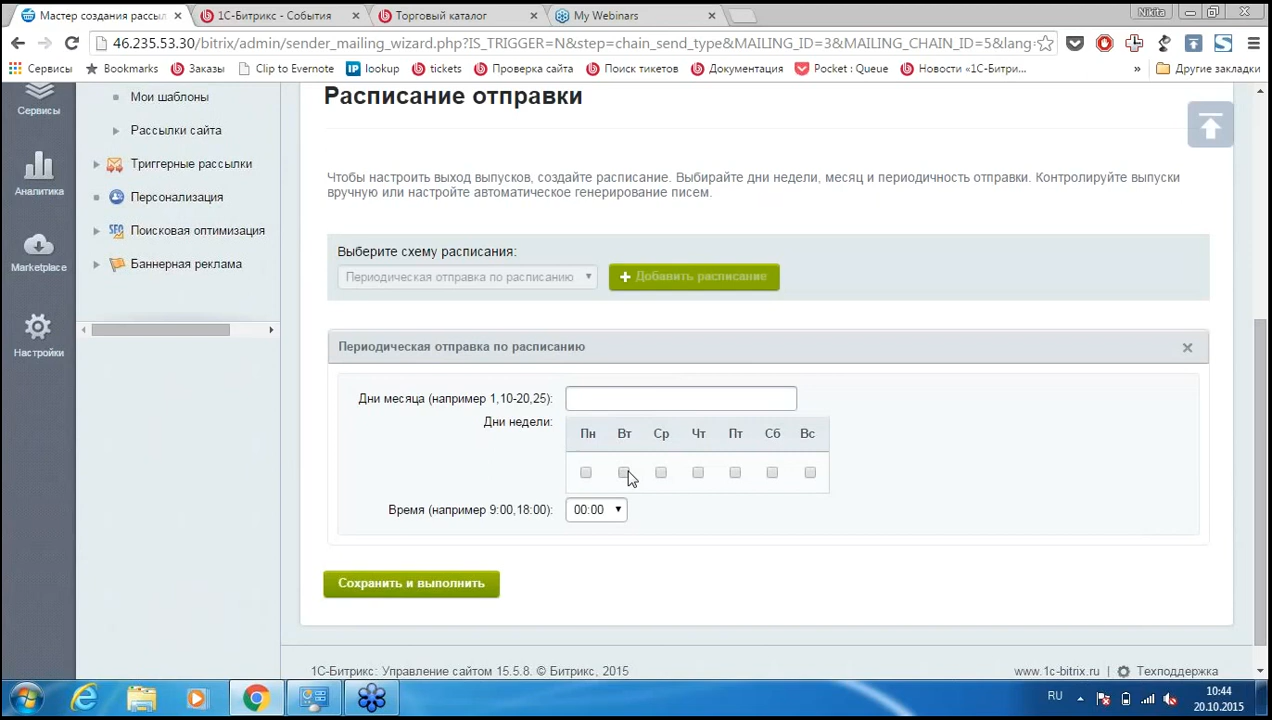 Мастер создания рассыл
1С-Битрикс - События
Торговый каталог
My Webinars
Nikita
46.235.53.30/bitrix/admin/sender_mailing_wizard.php?IS_TRIGGER=N&step=chain_send_type&MAILING_ID=3&MAILING_CHAIN_ID=5&lang
Сервисы
Bookmarks
Заказы
Clip to Evernote
IP lookup
tickets
Проверка сайта
Поиск тикетов
Документация
Pocket : Queue
Новости «1С-Битри...
»
Другие закладки
Сервисы
Аналитика
Marketplace
Настройки
Мои шаблоны
Рассылки сайта
Триггерные рассылки
Персонализация
SEO Поисковая оптимизация
Баннерная реклама
Расписание отправки
Чтобы настроить выход выпусков, создайте расписание. Выбирайте дни недели, месяц и периодичность отправки. Контролируйте выпуски
вручную или настройте автоматическое генерирование писем.
Выберите схему расписания:
Периодическая отправка по расписанию
Добавить расписание
Периодическая отправка по расписанию
Дни месяца (например 1,10-20,25):
Дни недели:
Пн Вт Ср Чт Пт Сб Вс
Время (например 9:00,18:00):
00:00
Сохранить и выполнить
1С-Битрикс: Управление сайтом 15.5.8. © Битрикс, 2015
www.1c-bitrix.ru | Техподдержка
RU
10:44
20.10.2015